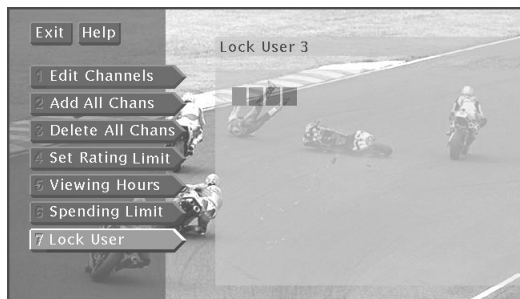 Exit Help
Lock User 3
1 Edit Channels
2 Add All Chans
3 Delete All Chans
4 Set Rating Limit
5 Viewing Hours
6 Spending Limit
7 Lock User